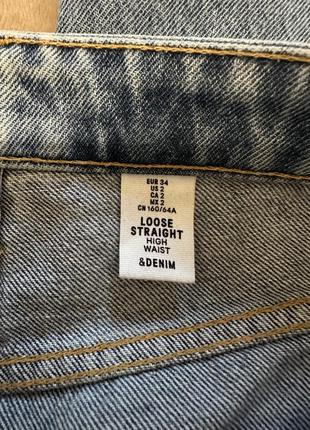 EUR 34
US 2
CA 2
MX 2
CN 160/64A
LOOSE
STRAIGHT
HIGH
WAIST
&DENIM